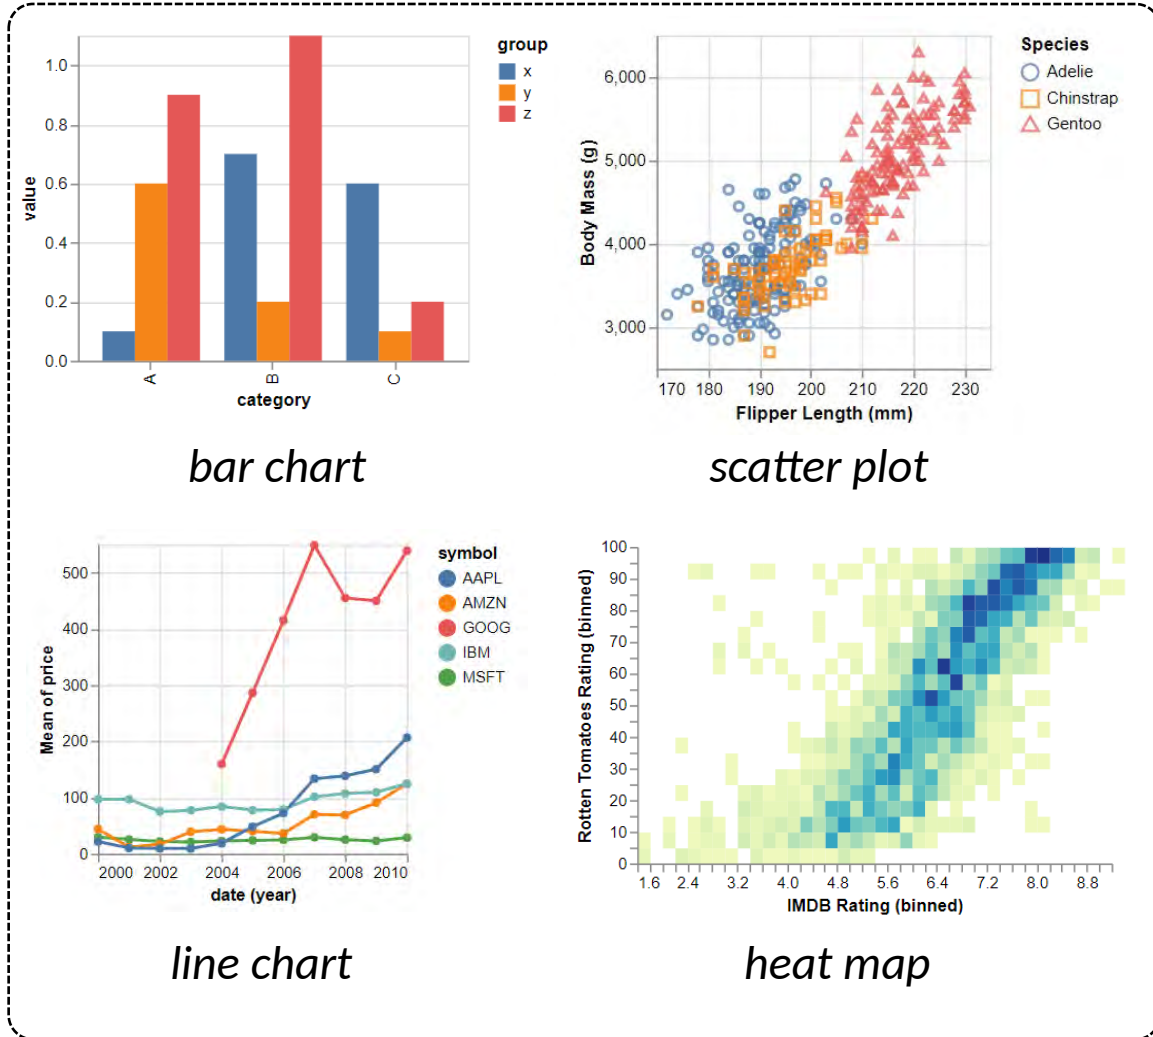 group
x
y
z
1.0
0.8
0.6
0.4
0.2
0.0
value
A
B
C
category
bar chart
Species
Adelie
Chinstrap
Gentoo
6,000
5,000
4,000
3,000
Body Mass (g)
170 180 190 200 210 220 230
Flipper Length (mm)
scatter plot
symbol
AAPL
AMZN
GOOG
IBM
MSFT
500
400
300
200
100
0
Mean of price
2000 2002 2004 2006 2008 2010
date (year)
line chart
100
90
80
70
60
50
40
30
20
10
0
Rotten Tomatoes Rating (binned)
1.6 2.4 3.2 4.0 4.8 5.6 6.4 7.2 8.0 8.8
IMDB Rating (binned)
heat map